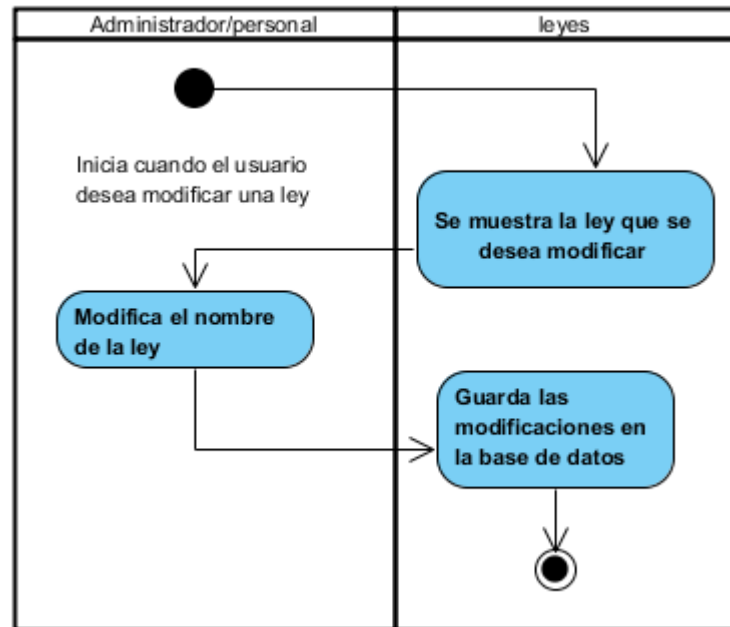 Administrador/personal
leyes
Inicia cuando el usuario
desea modificar una ley
Se muestra la ley que se
desea modificar
Modifica el nombre
de la ley
Guarda las
modificaciones en
la base de datos